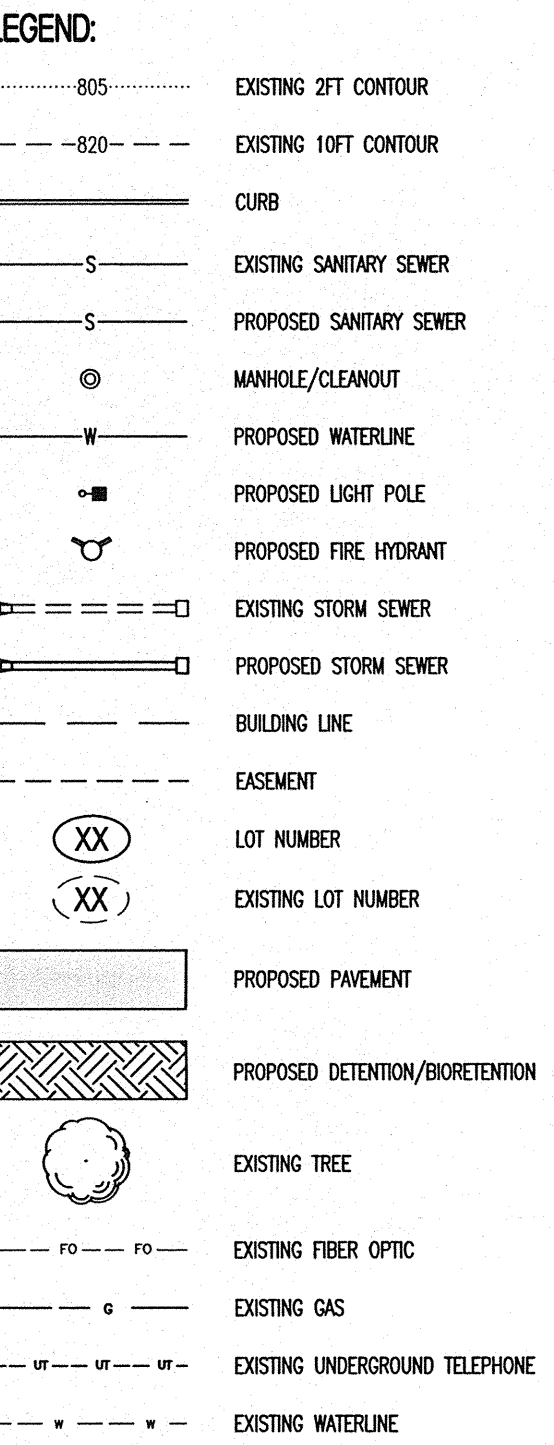 LEGEND:
805 EXISTING 2FT CONTOUR
820 EXISTING 10FT CONTOUR
CURB
S EXISTING SANITARY SEWER
S PROPOSED SANITARY SEWER
MANHOLE/CLEANOUT
W PROPOSED WATERLINE
PROPOSED LIGHT POLE
PROPOSED FIRE HYDRANT
EXISTING STORM SEWER
PROPOSED STORM SEWER
BUILDING LINE
EASEMENT
XX LOT NUMBER
XX EXISTING LOT NUMBER
PROPOSED PAVEMENT
PROPOSED DETENTION/BIORETENTION
EXISTING TREE
FO FO EXISTING FIBER OPTIC
G EXISTING GAS
UT UT UT EXISTING UNDERGROUND TELEPHONE
W W EXISTING WATERLINE